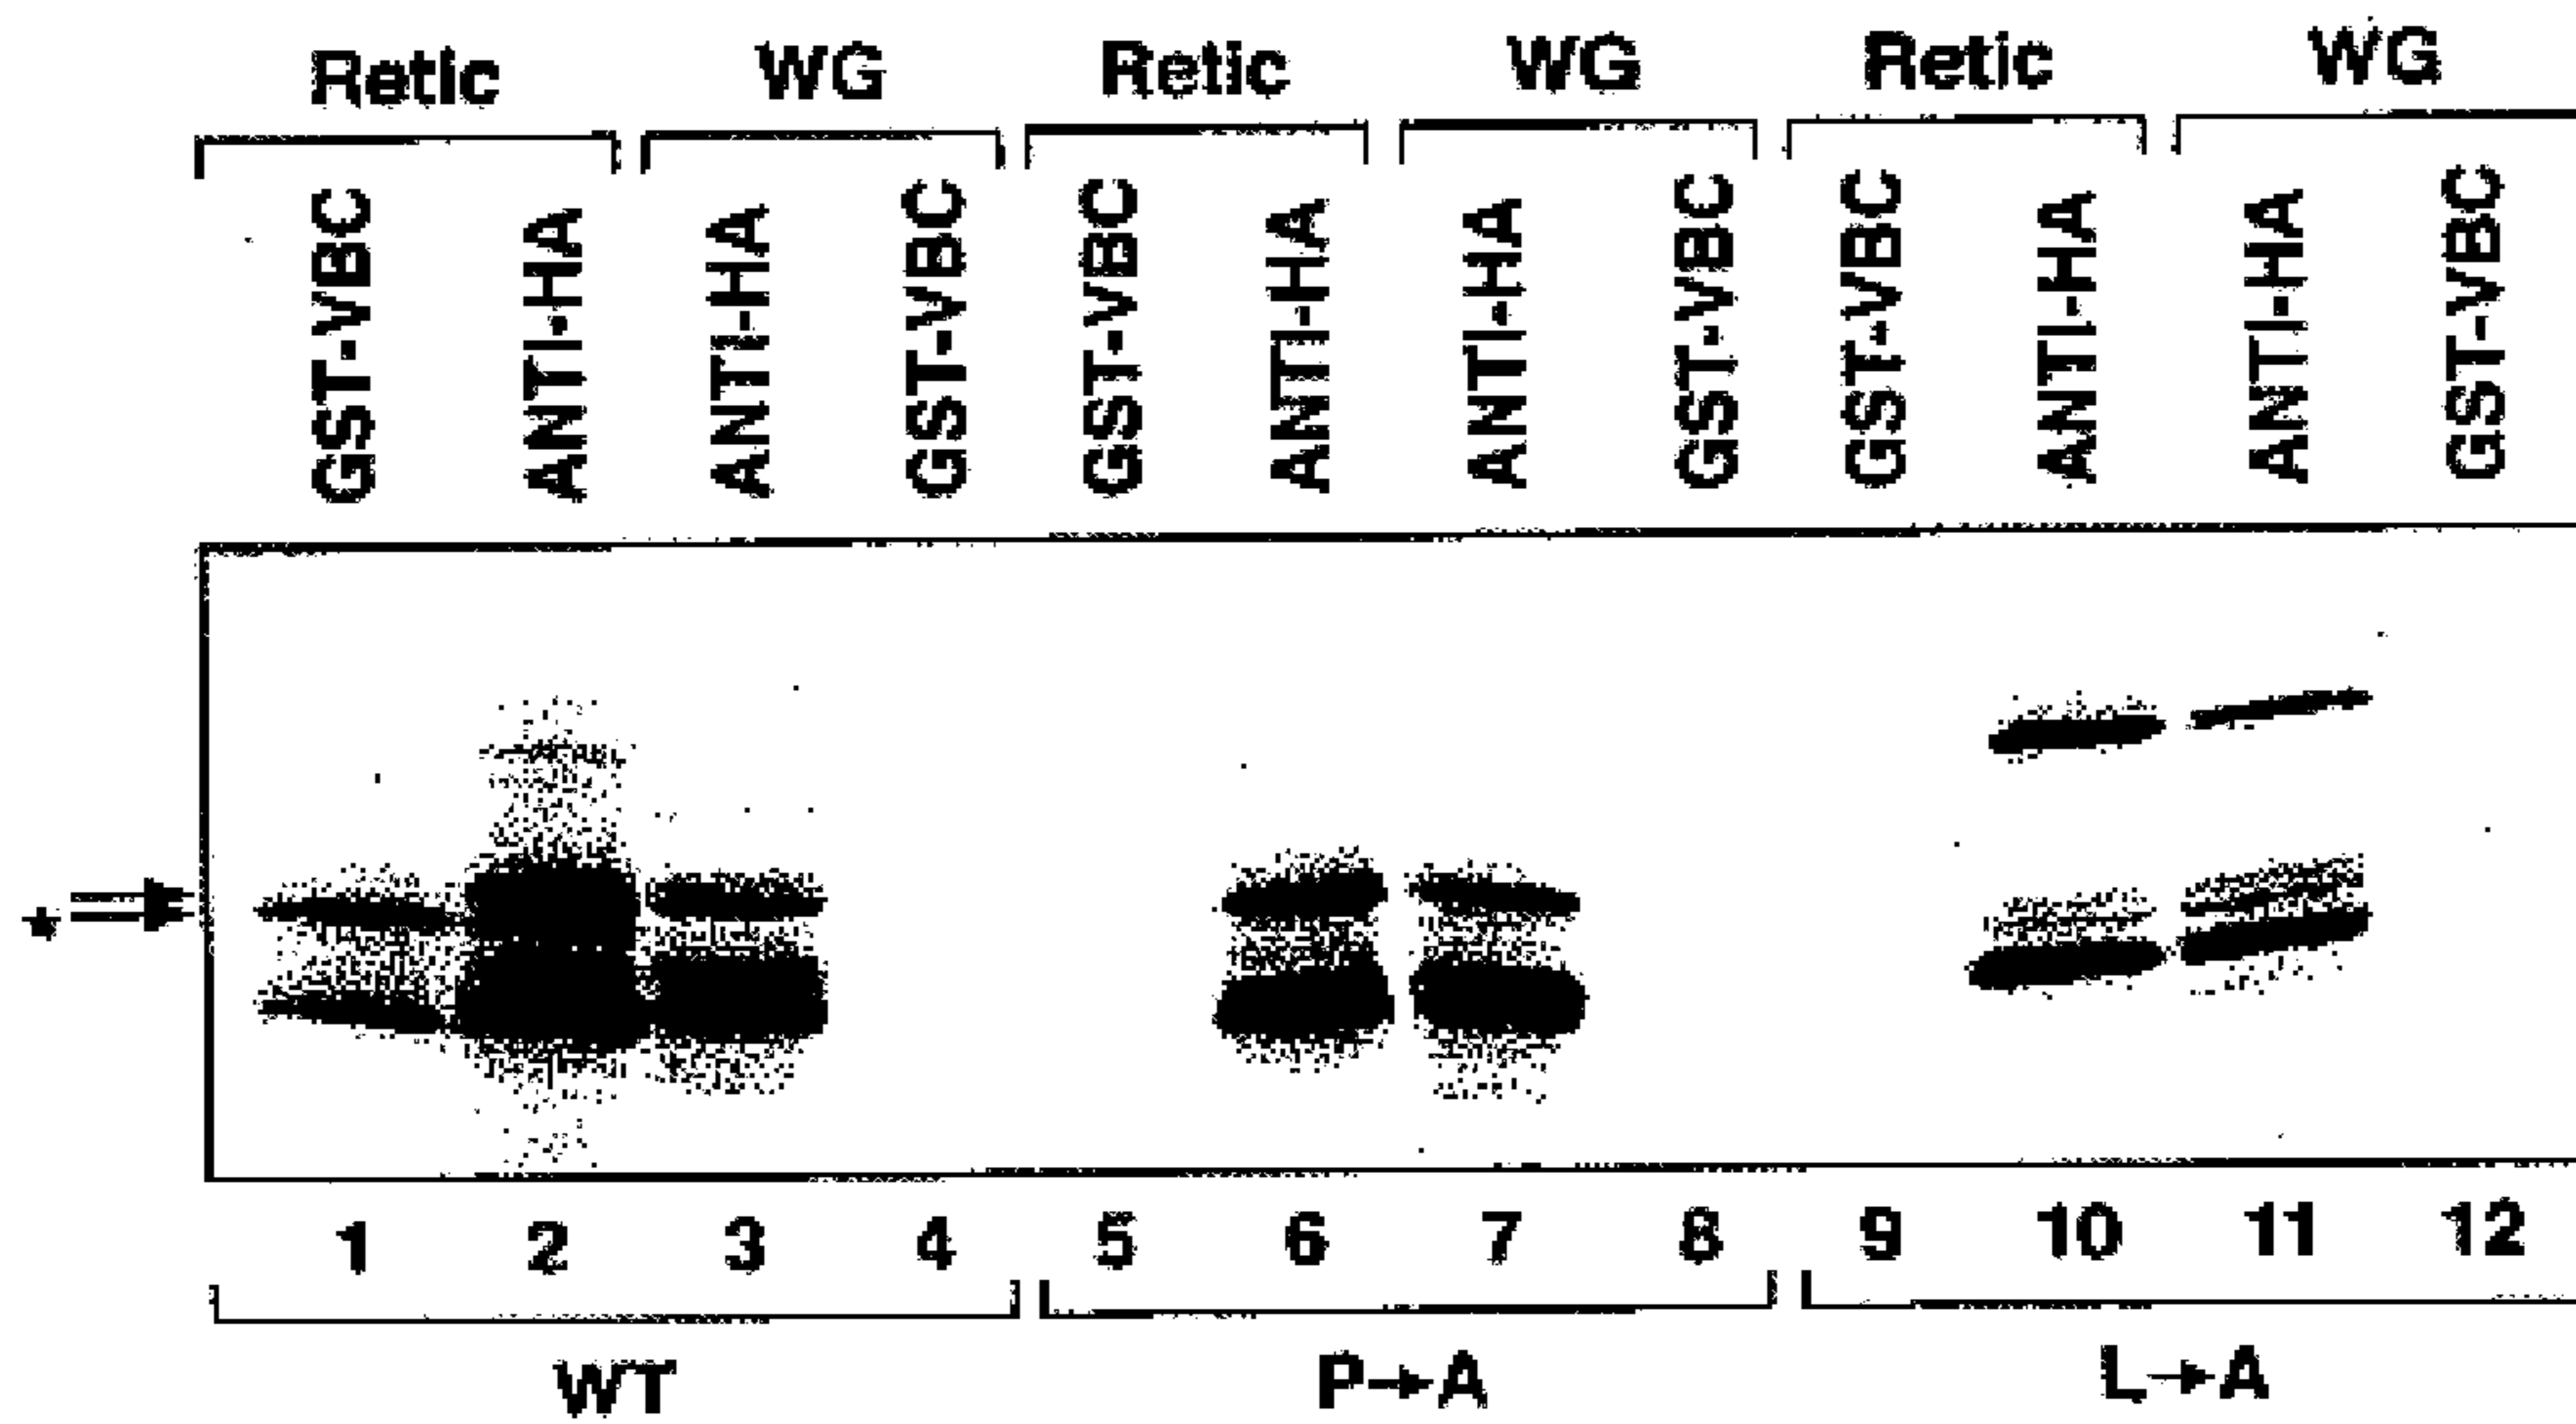 Retic WG Retic WG Retic WG
GST-VBC ANTI-HA ANTI-HA GST-VBC GST-VBC ANTI-HA ANTI-HA GST-VBC GST-VBC ANTI-HA ANTI-HA GST-VBC
*
1 2 3 4 5 6 7 8 9 10 11 12
WT P→A L→A